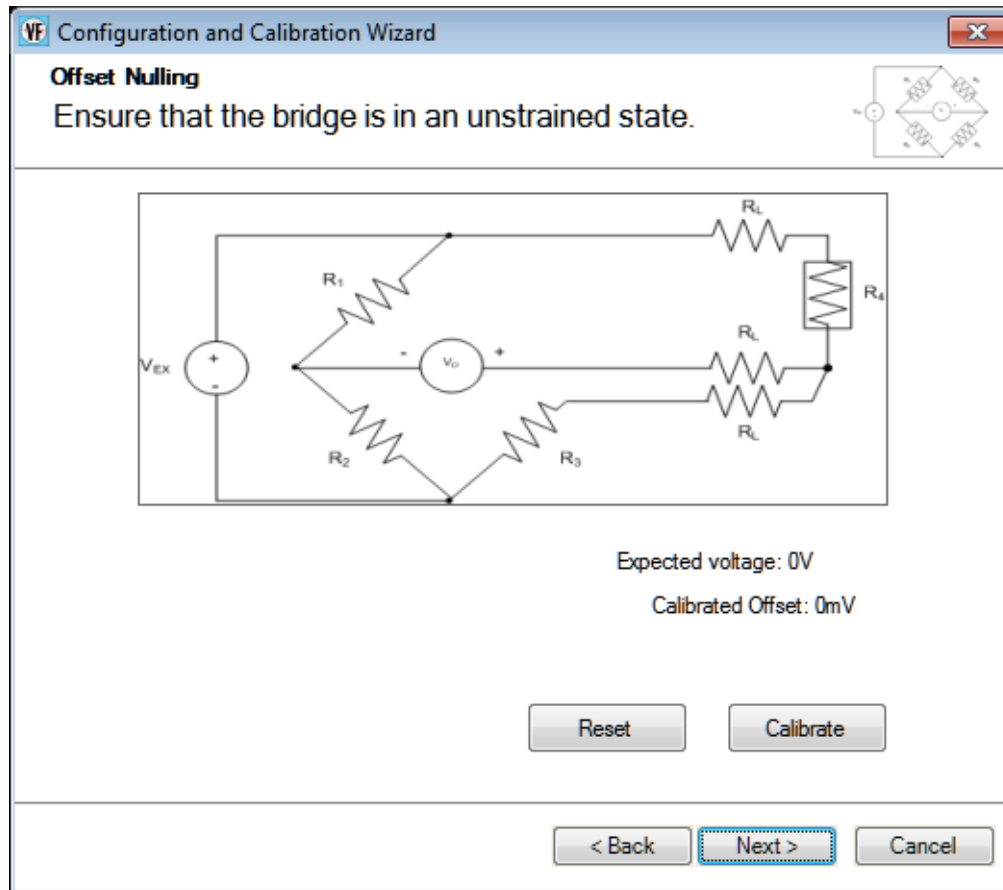 VF Configuration and Calibration Wizard
Offset Nulling
Ensure that the bridge is in an unstrained state.
RL
R1
R4
RL
VEX
+
-
-
VO
+
RL
R2
R3
Expected voltage: 0V
Calibrated Offset: 0mV
Reset Calibrate
< Back Next > Cancel